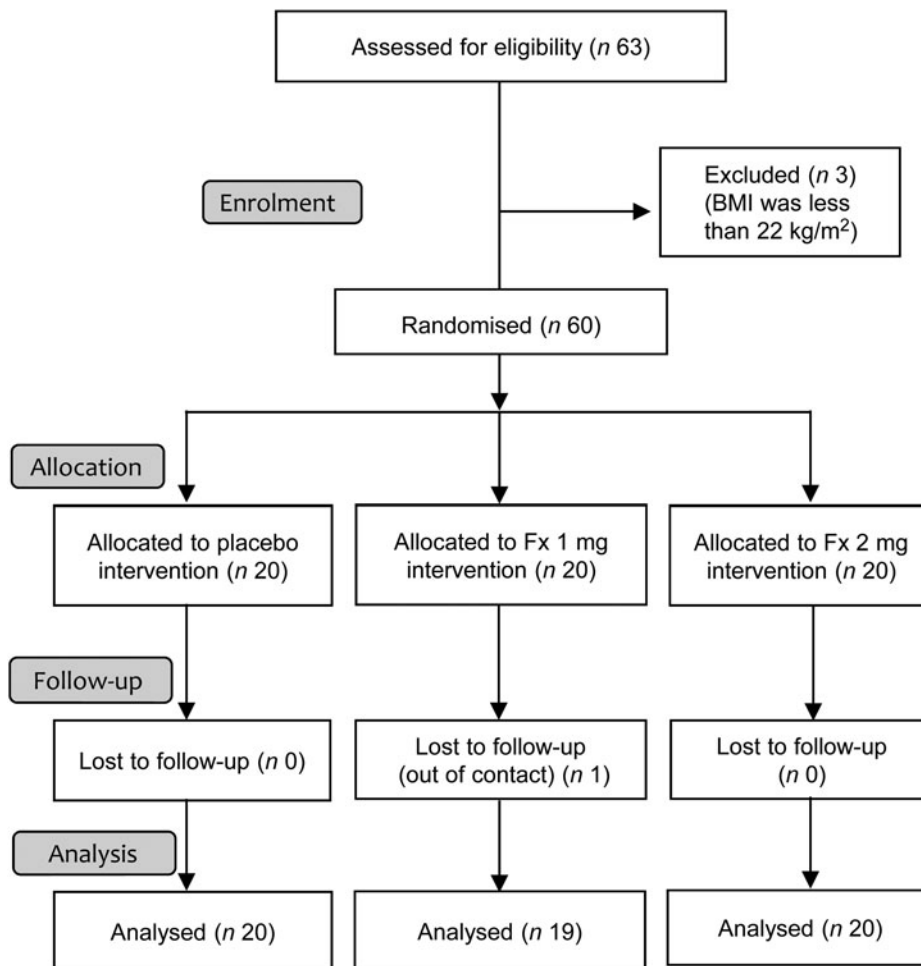 Assessed for eligibility (n 63)
Enrolment
Excluded (n 3)
(BMI was less
than 22 kg/m²)
Randomised (n 60)
Allocation
Allocated to placebo
intervention (n 20)
Allocated to Fx 1 mg
intervention (n 20)
Allocated to Fx 2 mg
intervention (n 20)
Follow-up
Lost to follow-up (n 0)
Lost to follow-up
(out of contact) (n 1)
Lost to follow-up
(n 0)
Analysis
Analysed (n 20)
Analysed (n 19)
Analysed (n 20)